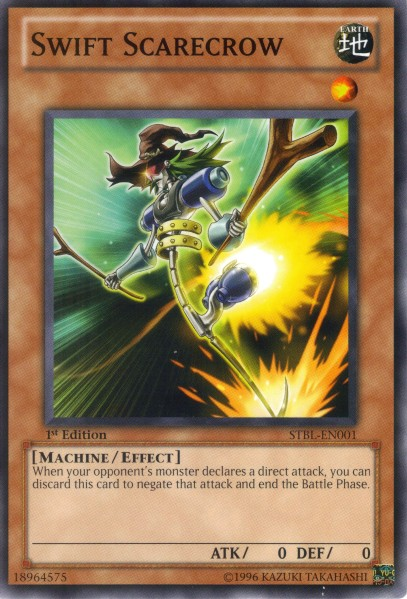 SWIFT SCARECROW
EARTH
地
1st Edition
STBL-EN001
[MACHINE/EFFECT]
When your opponent's monster declares a direct attack, you can
discard this card to negate that attack and end the Battle Phase.
ATK/ 0 DEF/ 0
18964575
©1996 KAZUKI TAKAHASHI